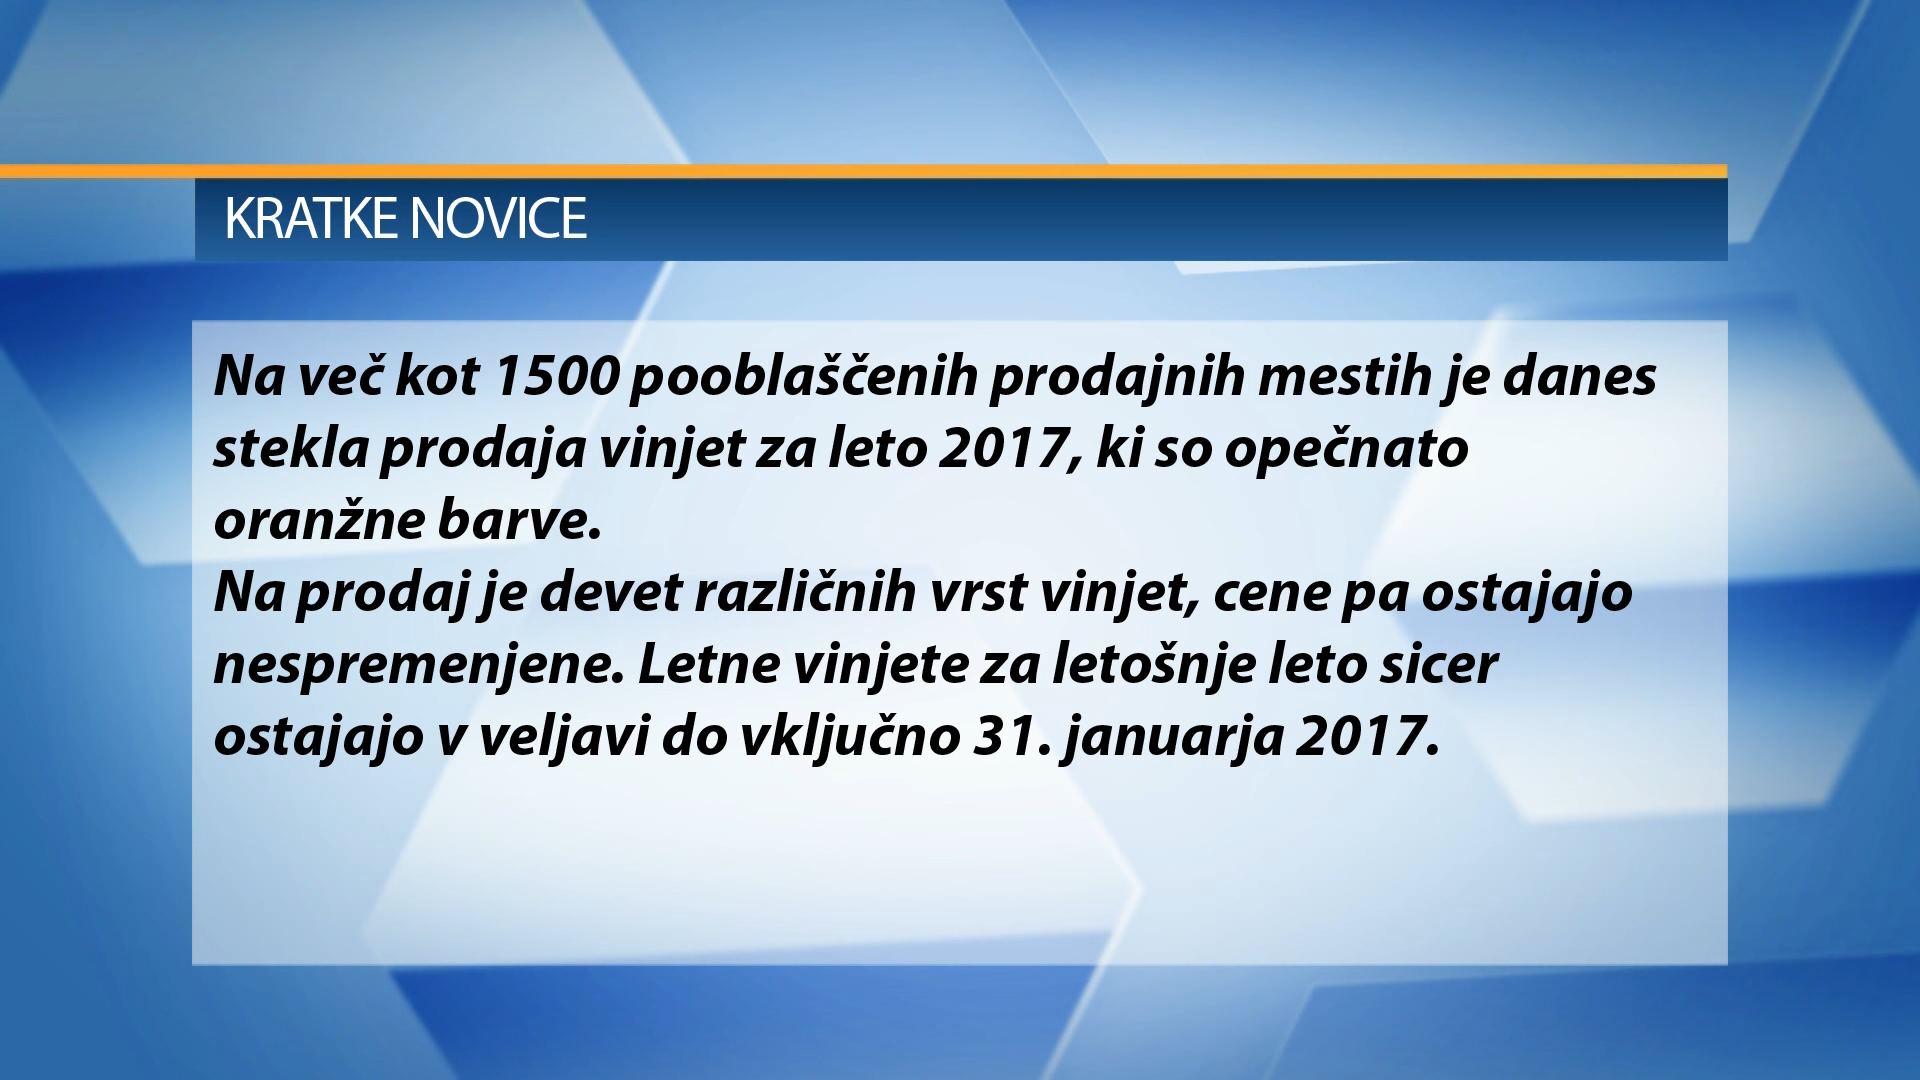 KRATKE NOVICE
Na več kot 1500 pooblaščenih prodajnih mestih je danes
stekla prodaja vinjet za leto 2017, ki so opečnato
oranžne barve.
Na prodaj je devet različnih vrst vinjet, cene pa ostajajo
nespremenjene. Letne vinjete za letošnje leto sicer
ostajajo v veljavi do vključno 31. januarja 2017.